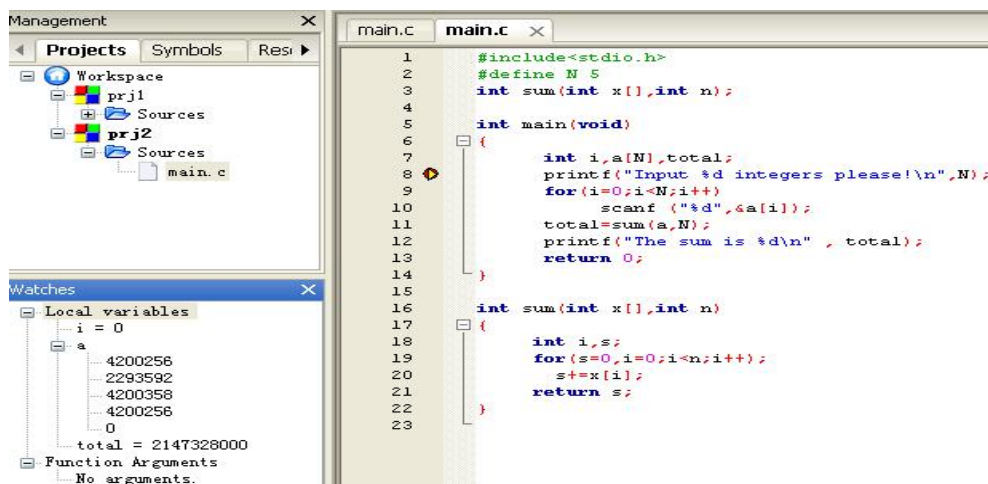 Management
Projects Symbols Resi
Workspace
prj1
Sources
prj2
Sources
main.c
Watches
Local variables
i = 0
a
4200256
2293592
4200358
4200256
0
total = 2147328000
Function Arguments
No arguments.
main.c main.c
1 #include<stdio.h>
2 #define N 5
3 int sum(int x[],int n);
4
5 int main(void)
6 {
7 int i,a[N],total;
8 printf("Input %d integers please!\n",N);
9 for(i=0;i<N;i++)
10 scanf ("%d",&a[i]);
11 total=sum(a,N);
12 printf("The sum is %d\n" , total);
13 return 0;
14 }
15
16 int sum(int x[],int n)
17 {
18 int i,s;
19 for(s=0,i=0;i<n;i++);
20 s+=x[i];
21 return s;
22 }
23